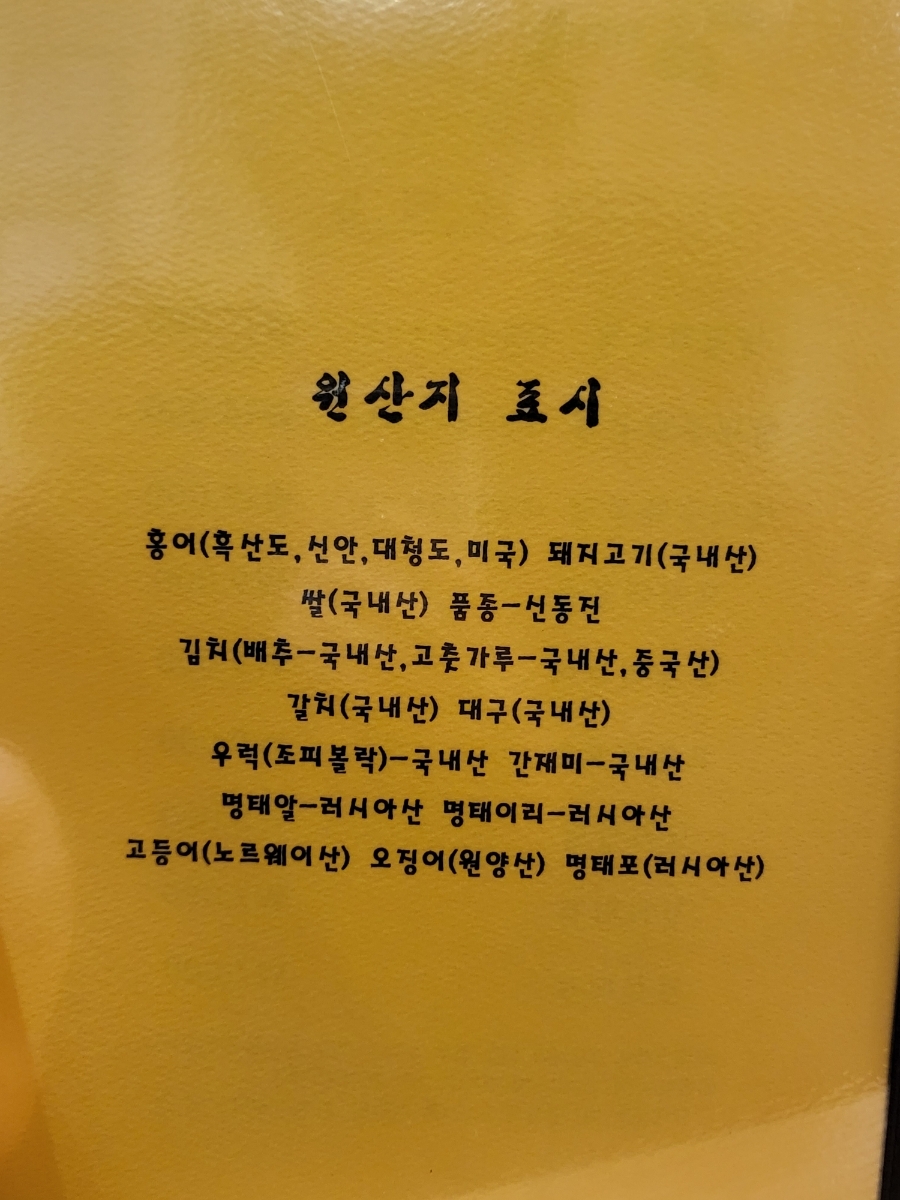 원산지 표시
홍어(흑산도,신안,대청도,미국) 돼지고기(국내산)
쌀(국내산) 품종-신동진
김치(배추-국내산,고춧가루-국내산,중국산)
갈치(국내산) 대구(국내산)
우럭(조피볼락)-국내산 간재미-국내산
명태알-러시아산 명태이리-러시아산
고등어(노르웨이산) 오징어(원양산) 명태포(러시아산)